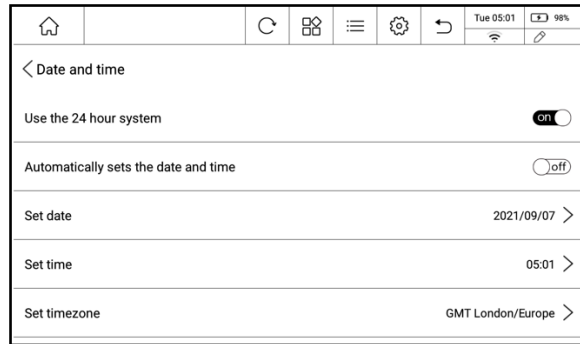 Tue 05:01 98%
Date and time
Use the 24 hour system on
Automatically sets the date and time off
Set date 2021/09/07
Set time 05:01
Set timezone GMT London/Europe